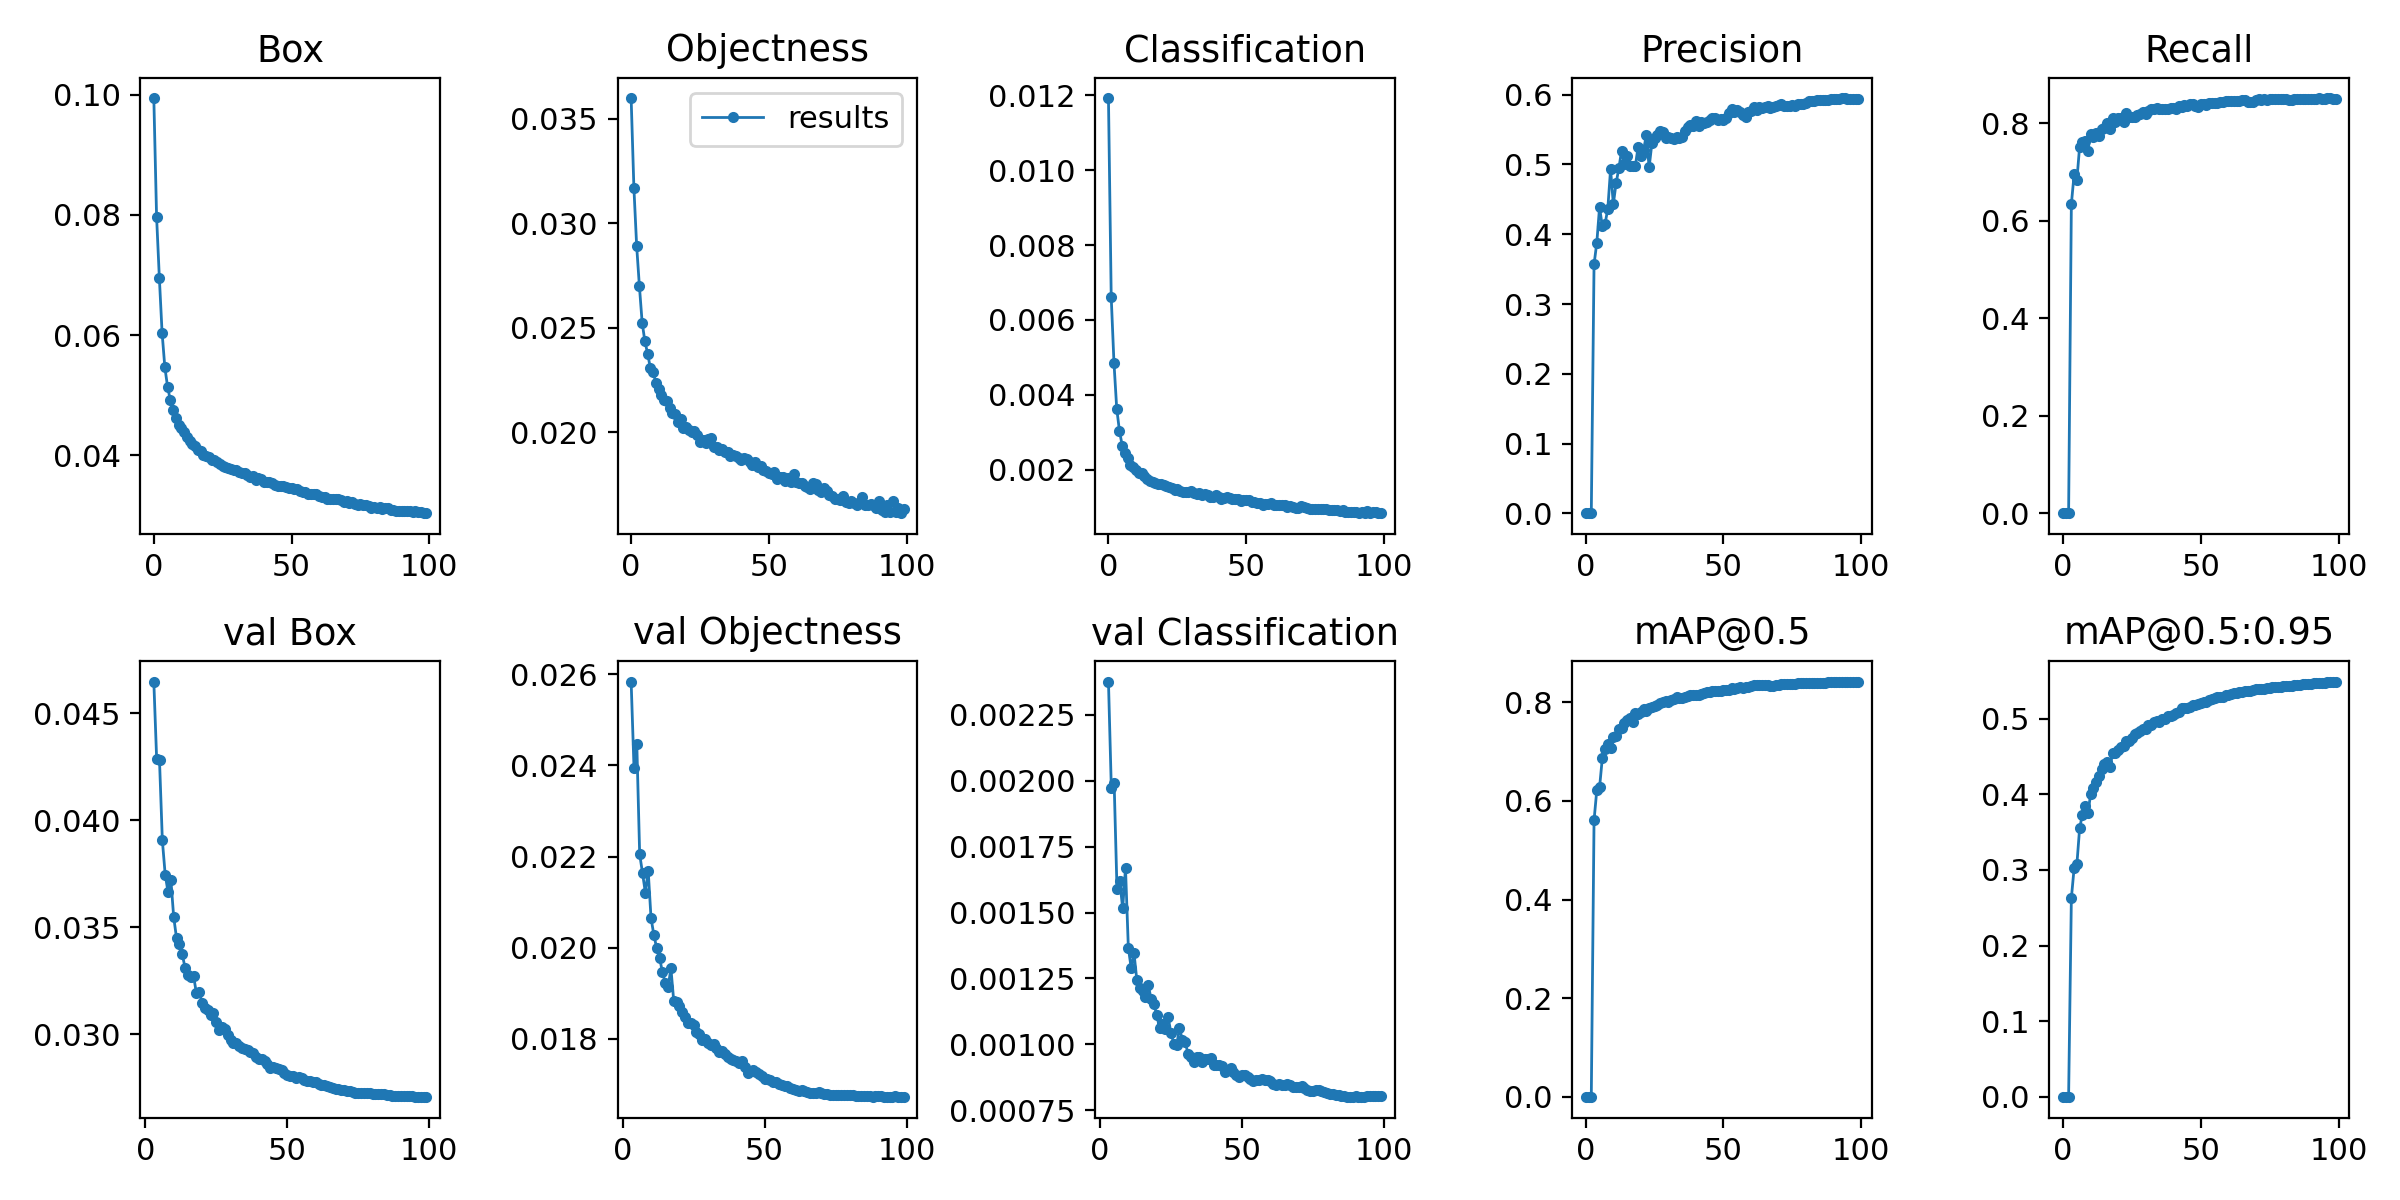 Box
Objectness
Classification
Precision
Recall
0.10
0.08
0.06
0.04
0 50 100
results
0.035
0.030
0.025
0.020
0 50 100
0.012
0.010
0.008
0.006
0.004
0.002
0 50 100
0.6
0.5
0.4
0.3
0.2
0.1
0.0
0 50 100
0.8
0.6
0.4
0.2
0.0
0 50 100
val Box
val Objectness
val Classification
mAP@0.5
mAP@0.5:0.95
0.045
0.040
0.035
0.030
0 50 100
0.026
0.024
0.022
0.020
0.018
0 50 100
0.00225
0.00200
0.00175
0.00150
0.00125
0.00100
0.00075
0 50 100
0.8
0.6
0.4
0.2
0.0
0 50 100
0.5
0.4
0.3
0.2
0.1
0.0
0 50 100